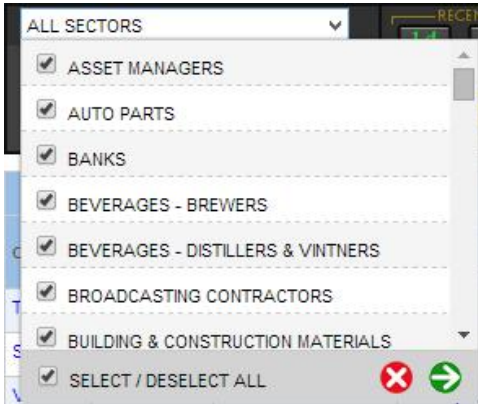 ALL SECTORS
ASSET MANAGERS
AUTO PARTS
BANKS
BEVERAGES - BREWERS
BEVERAGES - DISTILLERS & VINTNERS
BROADCASTING CONTRACTORS
BUILDING & CONSTRUCTION MATERIALS
SELECT / DESELECT ALL